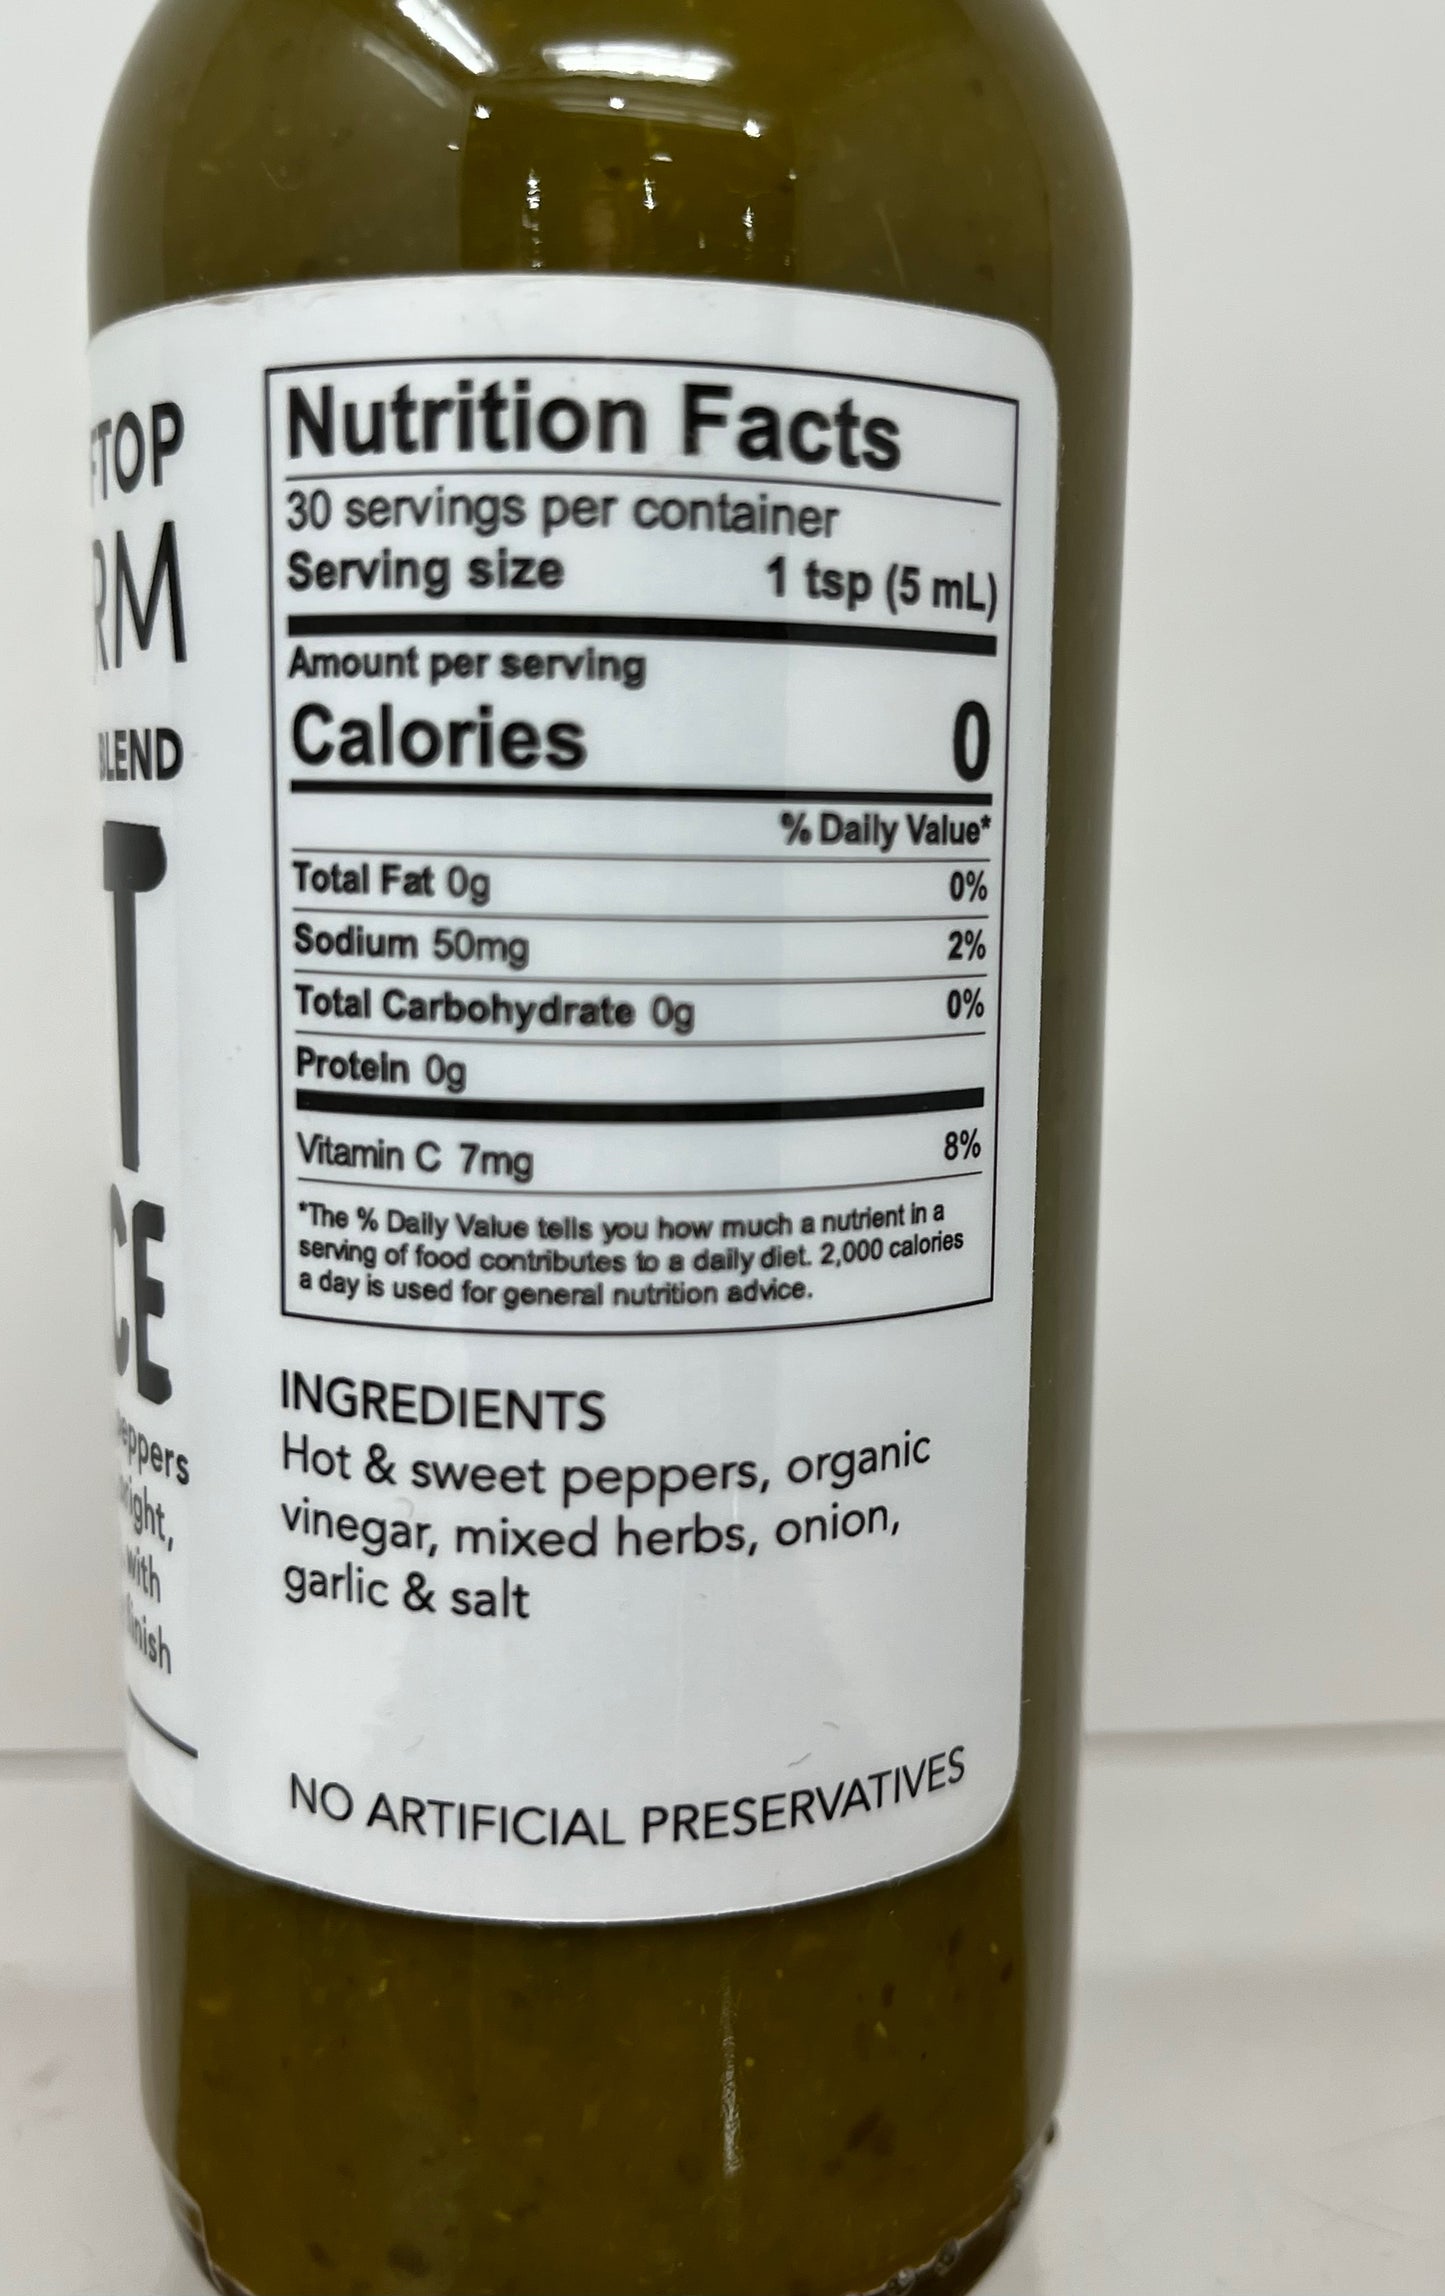 RM
BLEND
T
CE
peppers
with
Nutrition Facts
30 servings per container
Serving size 1 tsp (5 mL)
Amount per serving
Calories 0
% Daily Value*
Total Fat 0g 0%
Sodium 50mg 2%
Total Carbohydrate 0g 0%
Protein 0g
Vitamin C 7mg 8%
*The % Daily Value tells you how much a nutrient in a
serving of food contributes to a daily diet. 2,000 calories
a day is used for general nutrition advice.
INGREDIENTS
Hot & sweet peppers, organic
vinegar, mixed herbs, onion,
garlic & salt
NO ARTIFICIAL PRESERVATIVES